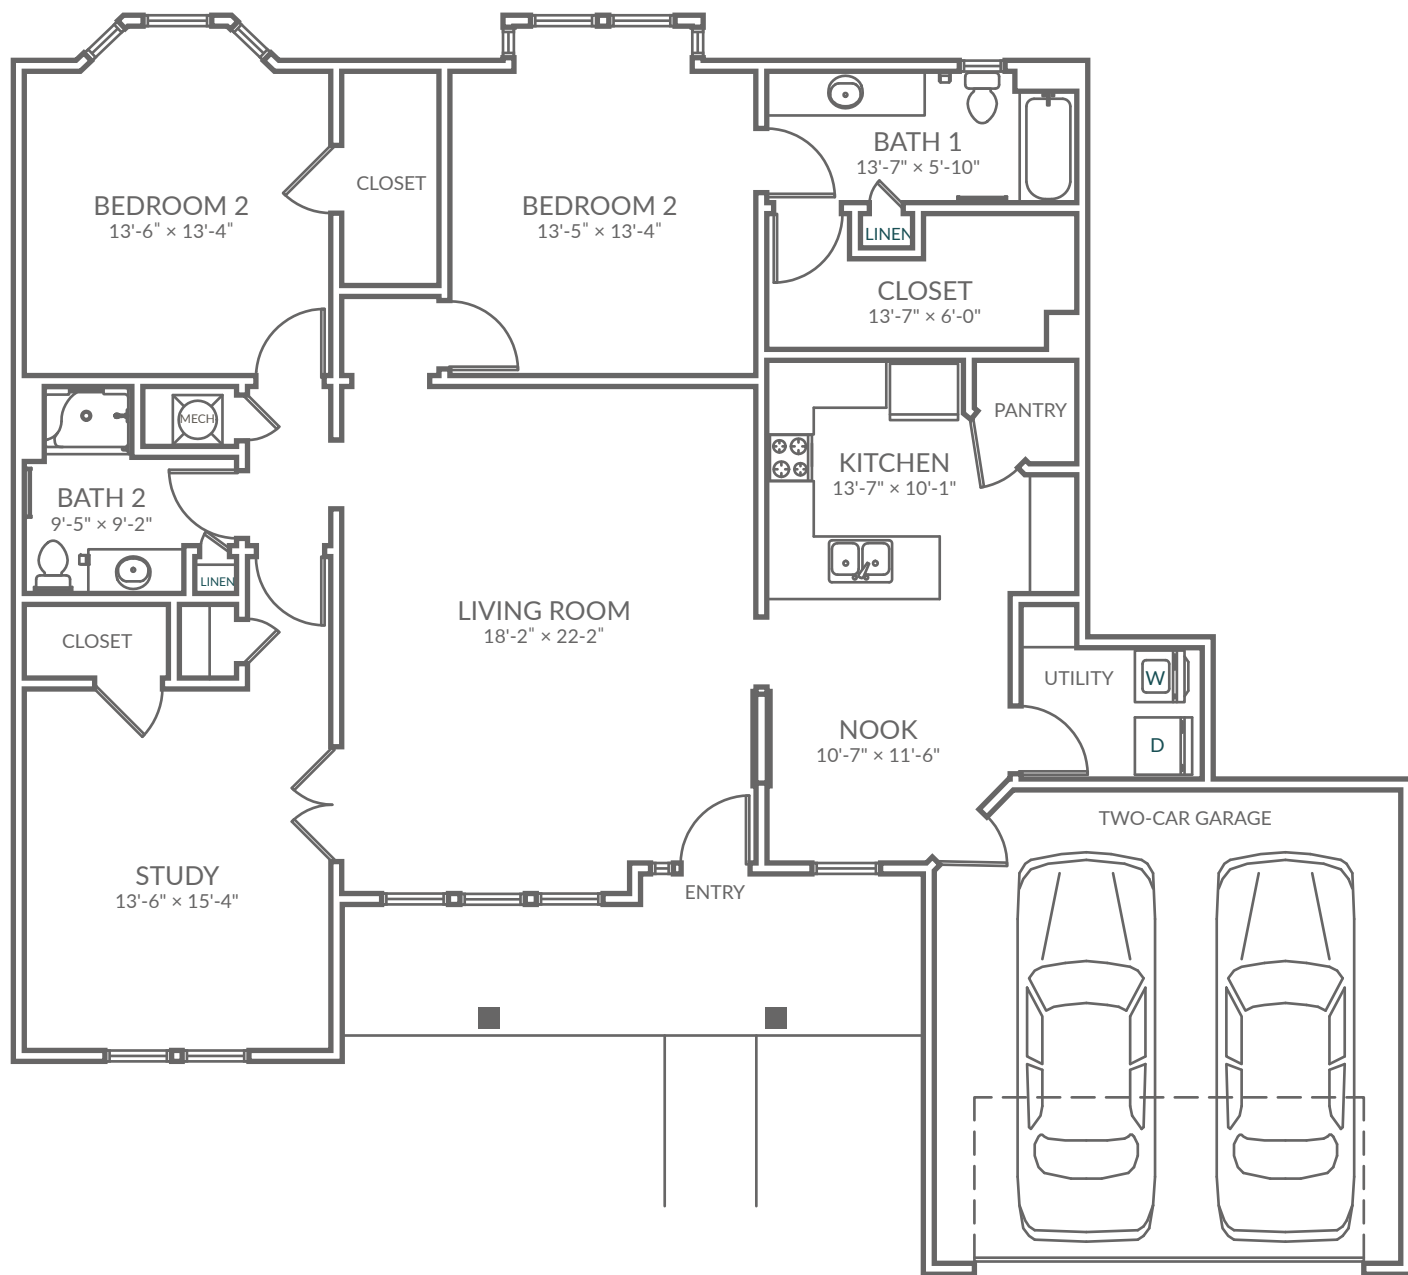 BEDROOM 2
13'-6" × 13'-4"
CLOSET
BEDROOM 2
13'-5" × 13'-4"
BATH 1
13'-7" × 5'-10"
LINEN
CLOSET
13'-7" × 6'-0"
MECH
PANTRY
KITCHEN
13'-7" × 10'-1"
BATH 2
9'-5" × 9'-2"
LINEN
CLOSET
LIVING ROOM
18'-2" × 22-2"
UTILITY
W
D
NOOK
10'-7" × 11'-6"
TWO-CAR GARAGE
STUDY
13'-6" × 15'-4"
ENTRY